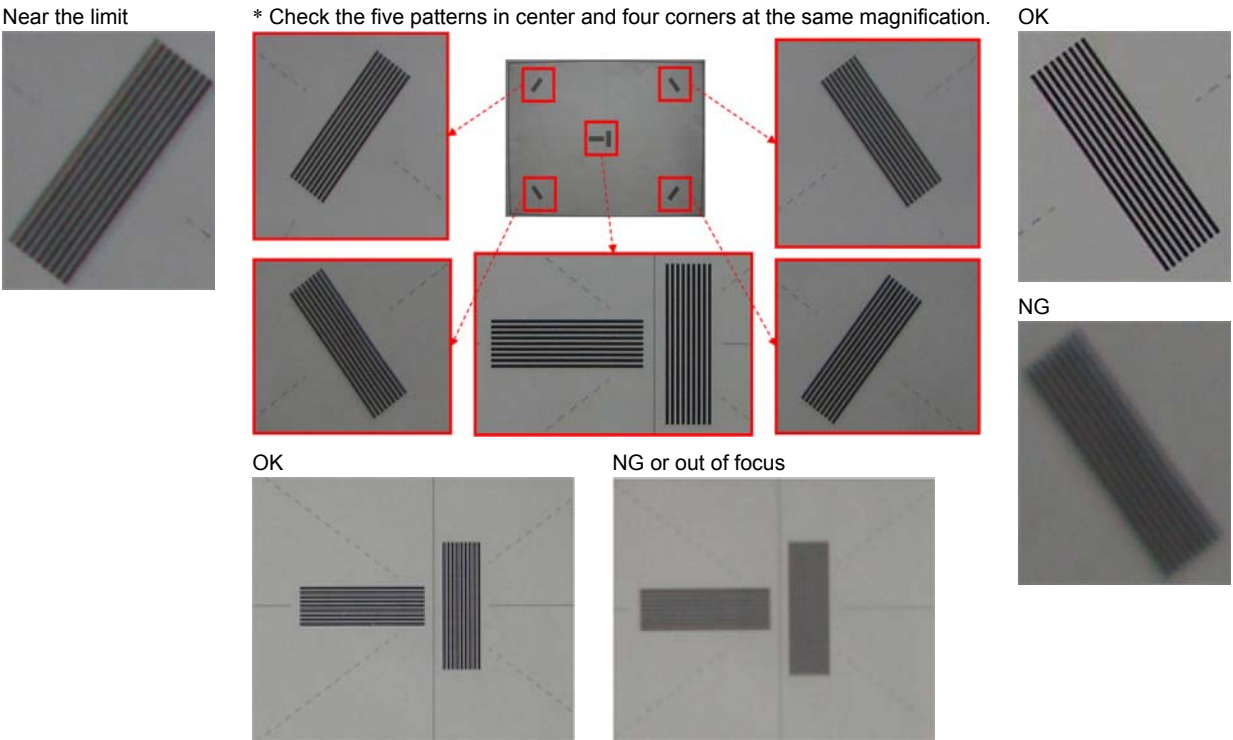 Near the limit
* Check the five patterns in center and four corners at the same magnification.
OK
NG
OK
NG or out of focus